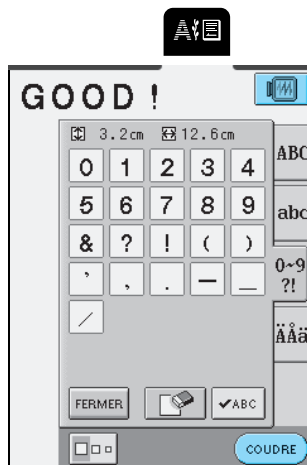 A
GOOD !
3.2cm 12.6cm
0 1 2 3 4
ABC
5 6 7 8 9
abc
& ? ! ( )
0~9
?!
' , . — _
/
ÄÅä
FERMER ✔ABC
COUDRE